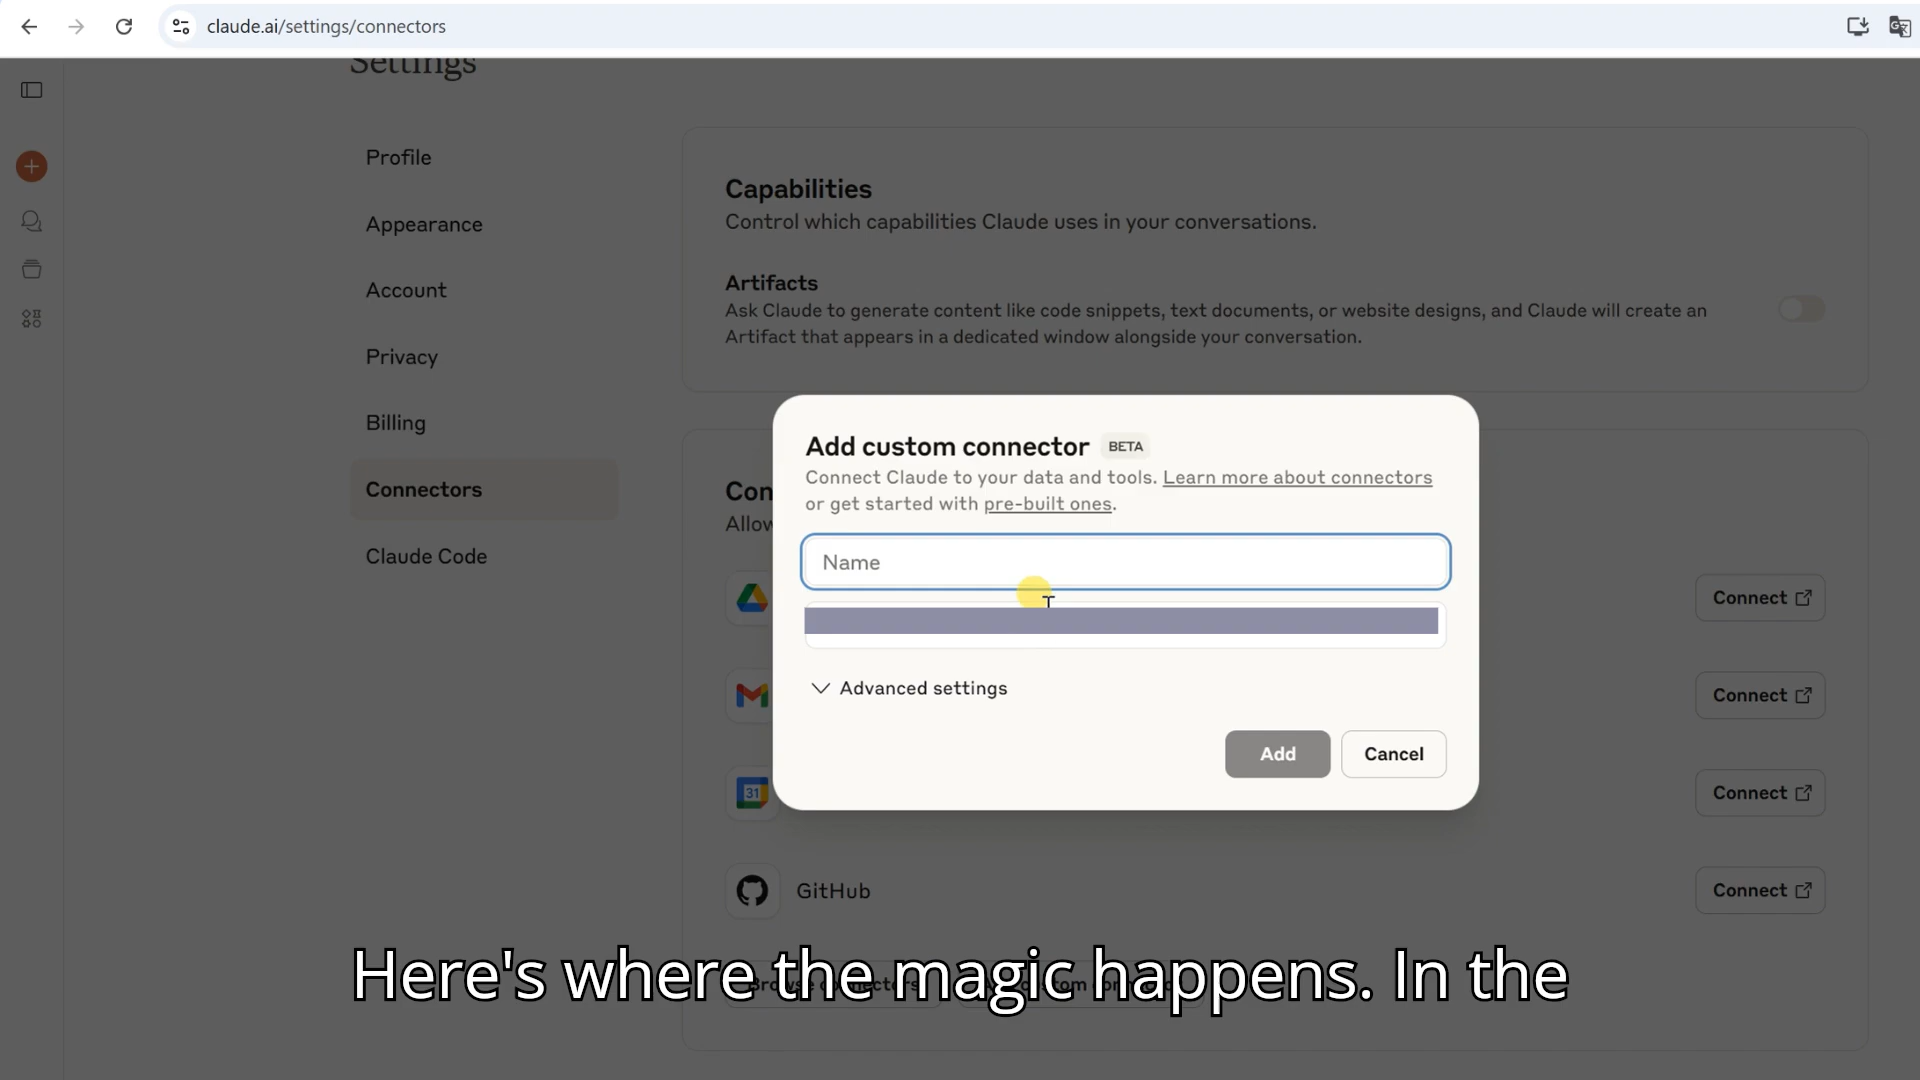 claude.ai/settings/connectors
Settings
Profile
Appearance
Account
Privacy
Billing
Connectors
Claude Code
Capabilities
Control which capabilities Claude uses in your conversations.
Artifacts
Ask Claude to generate content like code snippets, text documents, or website designs, and Claude will create an
Artifact that appears in a dedicated window alongside your conversation.
Con
Allow
Add custom connector BETA
Connect Claude to your data and tools. Learn more about connectors
or get started with pre-built ones.
Name
Advanced settings
Add
Cancel
Connect
Connect
31
Connect
GitHub
Connect
Here's where the magic happens. In the